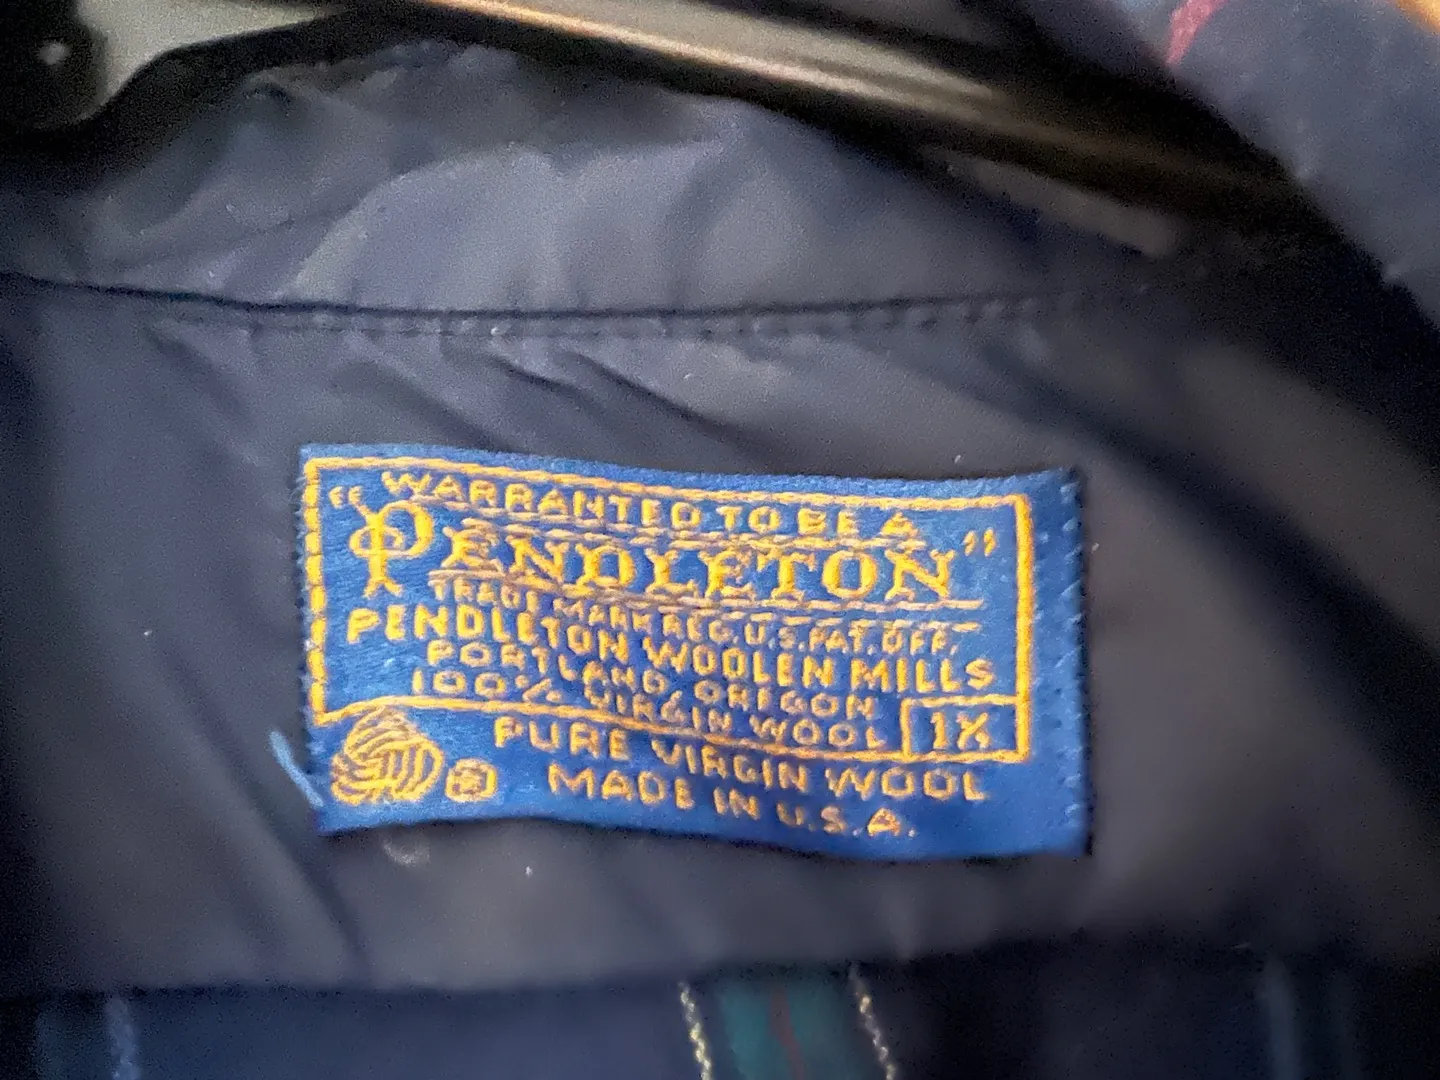 "WARRANTED TO BE A
PENDLETON"
TRADE MARK REG. U.S. PAT. OFF.
PENDLETON WOOLEN MILLS
PORTLAND, OREGON
100% VIRGIN WOOL 1X
PURE VIRGIN WOOL
® MADE IN U.S.A.